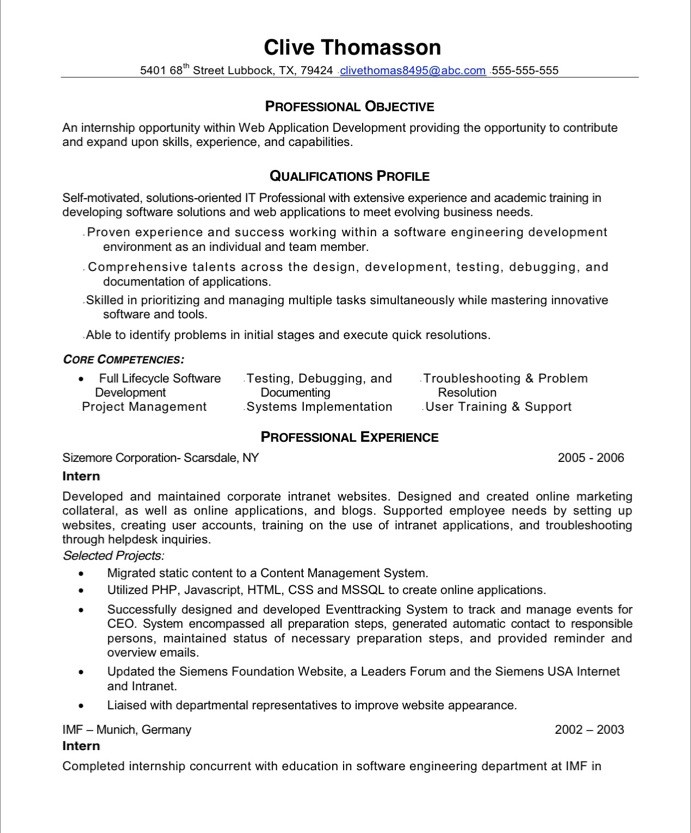 Clive Thomasson
5401 68th Street Lubbock, TX, 79424 clivethomas8495@abc.com 555-555-555
PROFESSIONAL OBJECTIVE
An internship opportunity within Web Application Development providing the opportunity to contribute
and expand upon skills, experience, and capabilities.
QUALIFICATIONS PROFILE
Self-motivated, solutions-oriented IT Professional with extensive experience and academic training in
developing software solutions and web applications to meet evolving business needs.
Proven experience and success working within a software engineering development
environment as an individual and team member.
Comprehensive talents across the design, development, testing, debugging, and
documentation of applications.
Skilled in prioritizing and managing multiple tasks simultaneously while mastering innovative
software and tools.
Able to identify problems in initial stages and execute quick resolutions.
CORE COMPETENCIES:
• Full Lifecycle Software Testing, Debugging, and Troubleshooting & Problem
Development Documenting Resolution
Project Management Systems Implementation User Training & Support
PROFESSIONAL EXPERIENCE
Sizemore Corporation- Scarsdale, NY 2005 - 2006
Intern
Developed and maintained corporate intranet websites. Designed and created online marketing
collateral, as well as online applications, and blogs. Supported employee needs by setting up
websites, creating user accounts, training on the use of intranet applications, and troubleshooting
through helpdesk inquiries.
Selected Projects:
• Migrated static content to a Content Management System.
• Utilized PHP, Javascript, HTML, CSS and MSSQL to create online applications.
• Successfully designed and developed Eventtracking System to track and manage events for
CEO. System encompassed all preparation steps, generated automatic contact to responsible
persons, maintained status of necessary preparation steps, and provided reminder and
overview emails.
• Updated the Siemens Foundation Website, a Leaders Forum and the Siemens USA Internet
and Intranet.
• Liaised with departmental representatives to improve website appearance.
IMF – Munich, Germany 2002 – 2003
Intern
Completed internship concurrent with education in software engineering department at IMF in